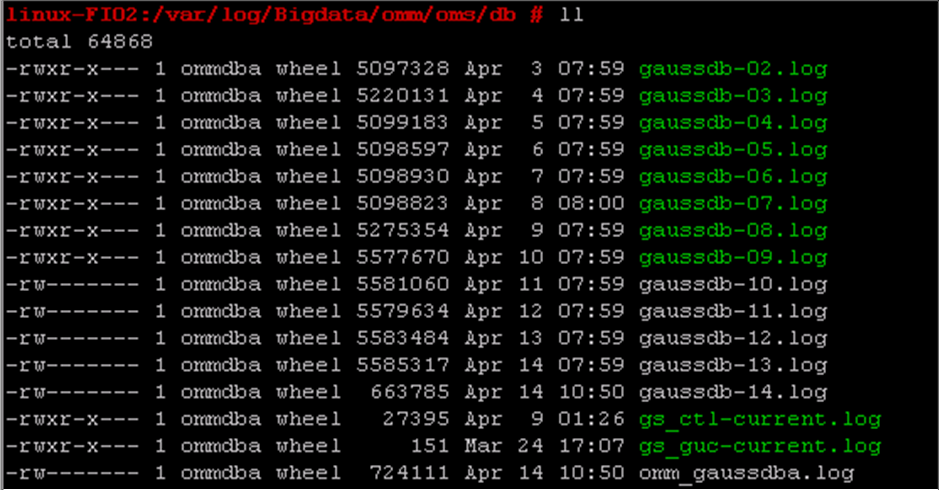 linux-FI02:/var/log/Bigdata/omm/oms/db # ll
total 64868
-rwxr-x--- 1 ommdba wheel 5097328 Apr  3 07:59 gaussdb-02.log
-rwxr-x--- 1 ommdba wheel 5220131 Apr  4 07:59 gaussdb-03.log
-rwxr-x--- 1 ommdba wheel 5099183 Apr  5 07:59 gaussdb-04.log
-rwxr-x--- 1 ommdba wheel 5098597 Apr  6 07:59 gaussdb-05.log
-rwxr-x--- 1 ommdba wheel 5098930 Apr  7 07:59 gaussdb-06.log
-rwxr-x--- 1 ommdba wheel 5098823 Apr  8 08:00 gaussdb-07.log
-rwxr-x--- 1 ommdba wheel 5275354 Apr  9 07:59 gaussdb-08.log
-rwxr-x--- 1 ommdba wheel 5577670 Apr 10 07:59 gaussdb-09.log
-rw------- 1 ommdba wheel 5581060 Apr 11 07:59 gaussdb-10.log
-rw------- 1 ommdba wheel 5579634 Apr 12 07:59 gaussdb-11.log
-rw------- 1 ommdba wheel 5583484 Apr 13 07:59 gaussdb-12.log
-rw------- 1 ommdba wheel 5585317 Apr 14 07:59 gaussdb-13.log
-rw------- 1 ommdba wheel  663785 Apr 14 10:50 gaussdb-14.log
-rwxr-x--- 1 ommdba wheel   27395 Apr  9 01:26 gs_ctl-current.log
-rwxr-x--- 1 ommdba wheel     151 Mar 24 17:07 gs_guc-current.log
-rw------- 1 ommdba wheel  724111 Apr 14 10:50 omm_gaussdba.log